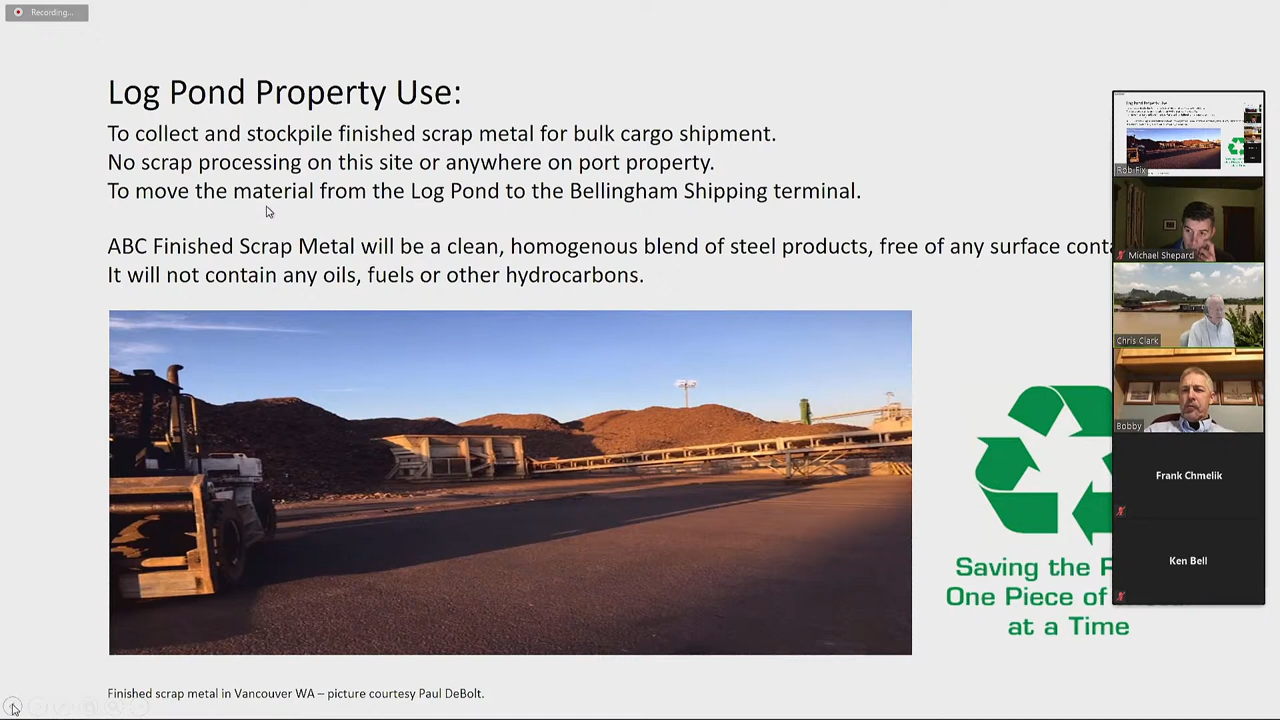 Recording...
Log Pond Property Use:
To collect and stockpile finished scrap metal for bulk cargo shipment.
No scrap processing on this site or anywhere on port property.
To move the material from the Log Pond to the Bellingham Shipping terminal.
ABC Finished Scrap Metal will be a clean, homogenous blend of steel products, free of any surface
It will not contain any oils, fuels or other hydrocarbons.
Saving the
One Piece of
at a Time
Finished scrap metal in Vancouver WA – picture courtesy Paul DeBolt.
Rob Fix
Michael Shepard
Chris Clark
Bobby
Frank Chmelik
Ken Bell